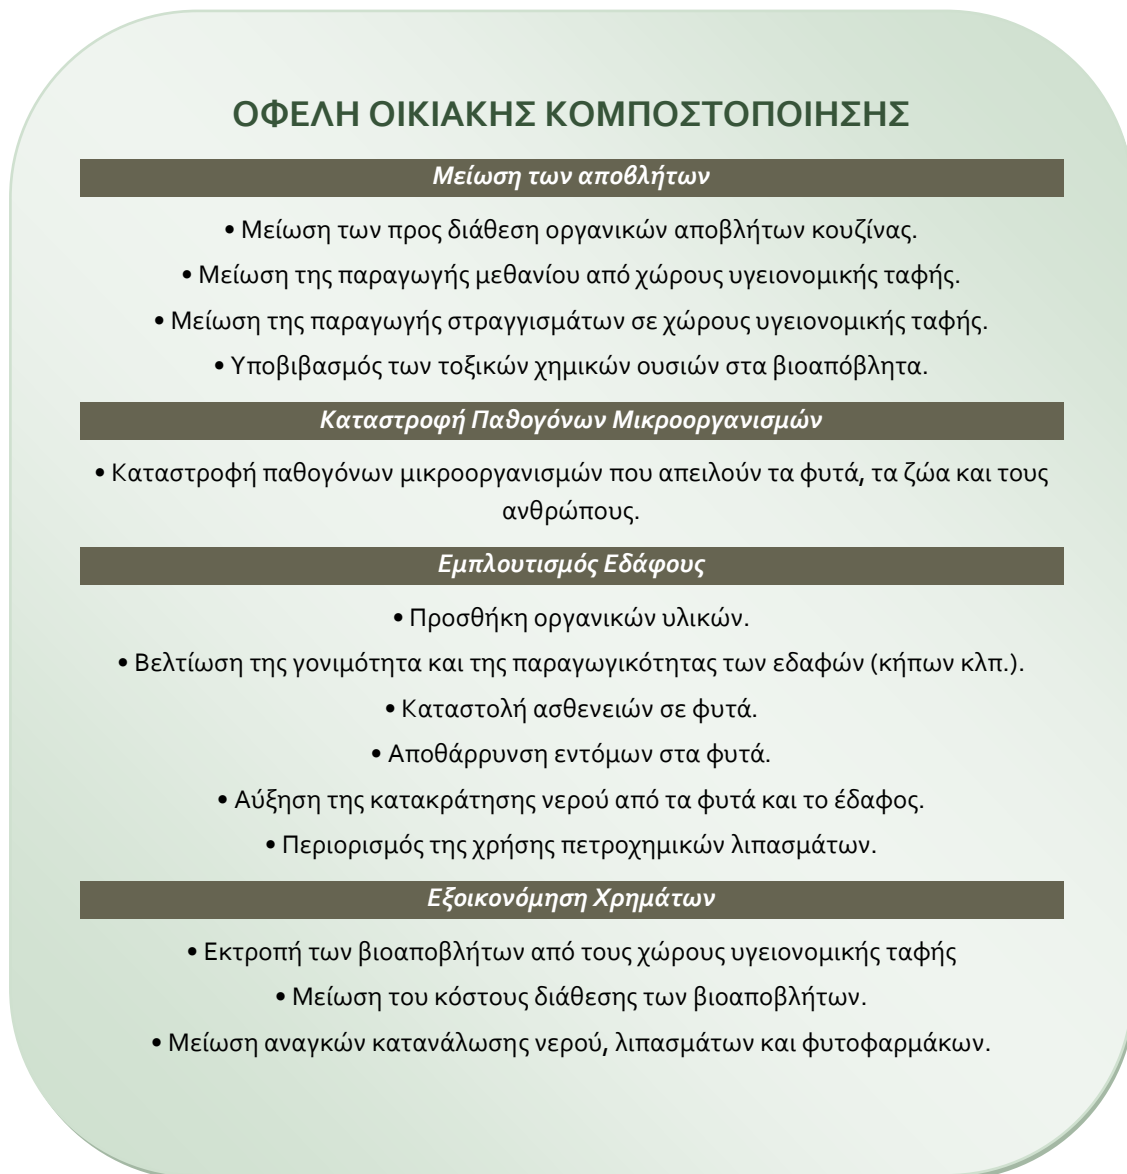 ΟΦΕΛΗ ΟΙΚΙΑΚΗΣ ΚΟΜΠΟΣΤΟΠΟΙΗΣΗΣ
Μείωση των αποβλήτων
• Μείωση των προς διάθεση οργανικών αποβλήτων κουζίνας.
• Μείωση της παραγωγής μεθανίου από χώρους υγειονομικής ταφής.
• Μείωση της παραγωγής στραγγισμάτων σε χώρους υγειονομικής ταφής.
• Υποβιβασμός των τοξικών χημικών ουσιών στα βιοαπόβλητα.
Καταστροφή Παθογόνων Μικροοργανισμών
• Καταστροφή παθογόνων μικροοργανισμών που απειλούν τα φυτά, τα ζώα και τους
ανθρώπους.
Εμπλουτισμός Εδάφους
• Προσθήκη οργανικών υλικών.
• Βελτίωση της γονιμότητα και της παραγωγικότητας των εδαφών (κήπων κλπ.).
• Καταστολή ασθενειών σε φυτά.
• Αποθάρρυνση εντόμων στα φυτά.
• Αύξηση της κατακράτησης νερού από τα φυτά και το έδαφος.
• Περιορισμός της χρήσης πετροχημικών λιπασμάτων.
Εξοικονόμηση Χρημάτων
• Εκτροπή των βιοαποβλήτων από τους χώρους υγειονομικής ταφής
• Μείωση του κόστους διάθεσης των βιοαποβλήτων.
• Μείωση αναγκών κατανάλωσης νερού, λιπασμάτων και φυτοφαρμάκων.